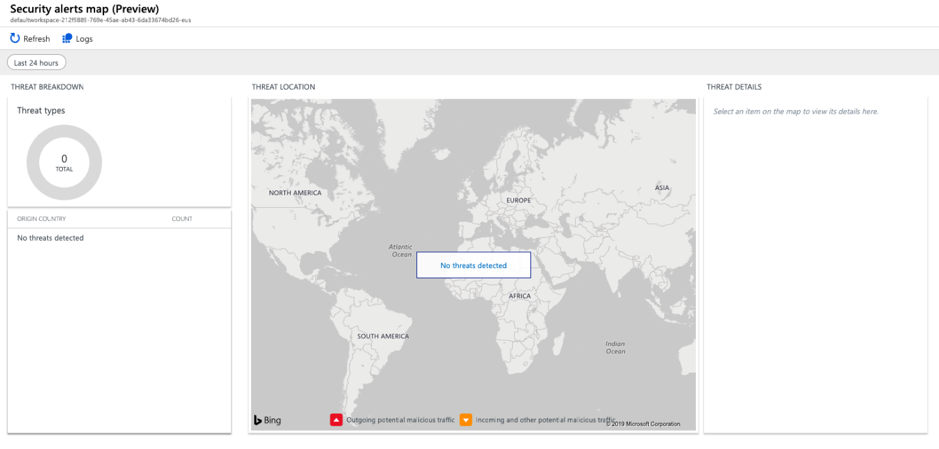 Security alerts map (Preview)
defaultworkspace-212f5885-769e-45ae-ab43-6da33674bd26-eus
Refresh Logs
Last 24 hours
THREAT BREAKDOWN
Threat types
0
TOTAL
ORIGIN COUNTRY COUNT
No threats detected
THREAT LOCATION
NORTH AMERICA
EUROPE
ASIA
Atlantic
Ocean
No threats detected
AFRICA
SOUTH AMERICA
Indian
Ocean
Bing
Outgoing potential malicious traffic
Incoming and other potential malicious traffic
© 2019 Microsoft Corporation
THREAT DETAILS
Select an item on the map to view its details here.